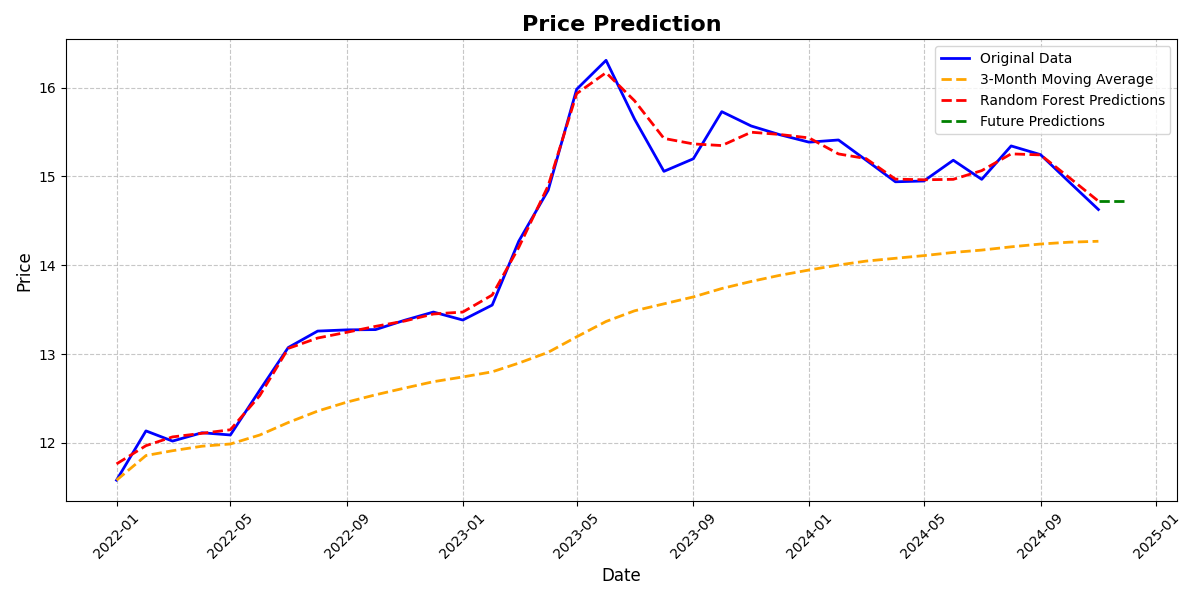 Price Prediction
Original Data
3-Month Moving Average
Random Forest Predictions
Future Predictions
16
15
14
13
12
Price
2022-01
2022-05
2022-09
2023-01
2023-05
2023-09
2024-01
2024-05
2024-09
2025-01
Date